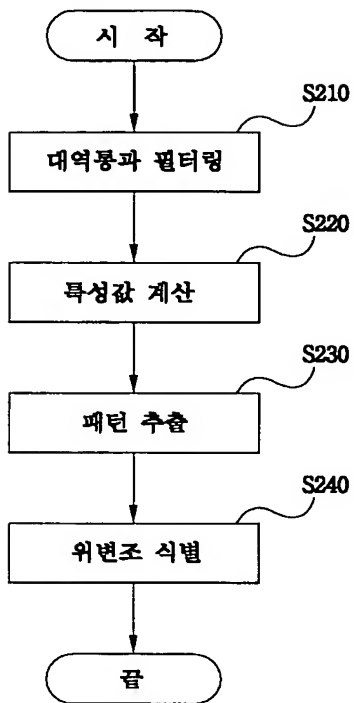 시 작
S210
대역통과 필터링
S220
특성값 계산
S230
패턴 추출
S240
위변조 식별
끝